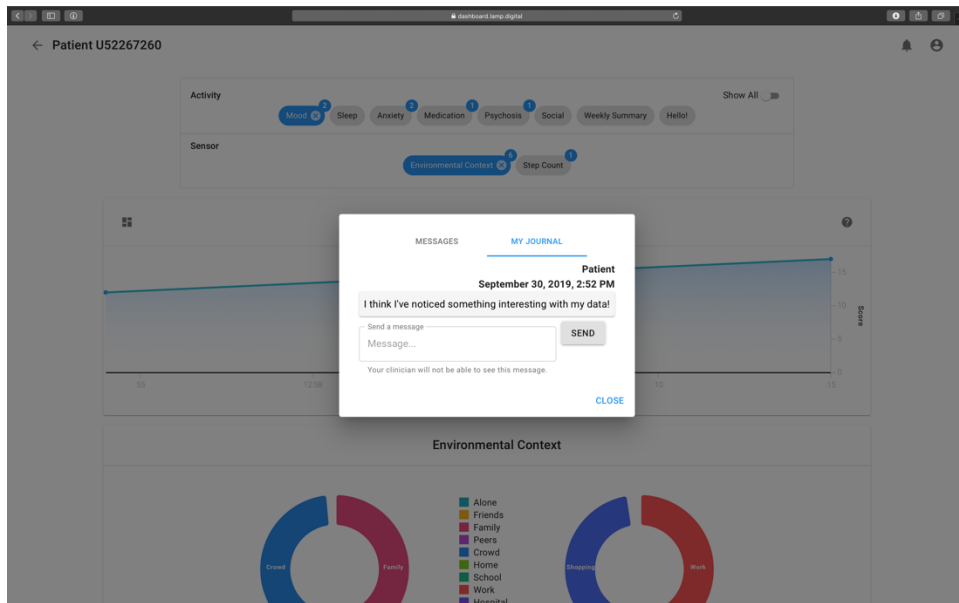 dashboard.lamp.digital
Patient U52267260
Activity
Show All
2
2
1
1
Mood
Sleep
Anxiety
Medication
Psychosis
Social
Weekly Summary
Hello!
Sensor
6
1
Environmental Context
Step Count
MESSAGES
MY JOURNAL
Patient
September 30, 2019, 2:52 PM
I think I've noticed something interesting with my data!
Send a message
Message...
SEND
Your clinician will not be able to see this message.
CLOSE
15
10
5
0
Score
55
12:58
10
15
Environmental Context
Alone
Friends
Family
Peers
Crowd
Home
School
Work
Hospital
Crowd
Family
Shopping
Work